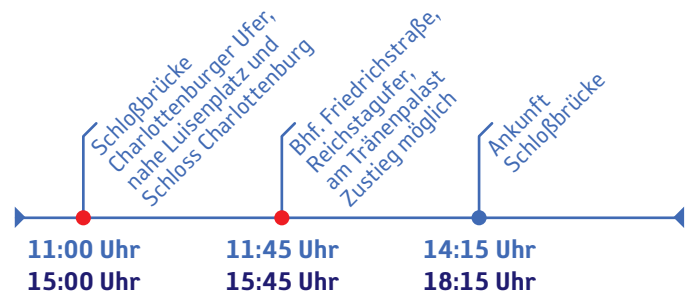 Schloßbrücke
Charlottenburger Ufer,
nahe Luisenplatz und
Schloss Charlottenburg
Bhf. Friedrichstraße,
Reichstagufer,
am Tränenpalast
Zustieg möglich
Ankunft
Schloßbrücke
11:00 Uhr
15:00 Uhr
11:45 Uhr
15:45 Uhr
14:15 Uhr
18:15 Uhr